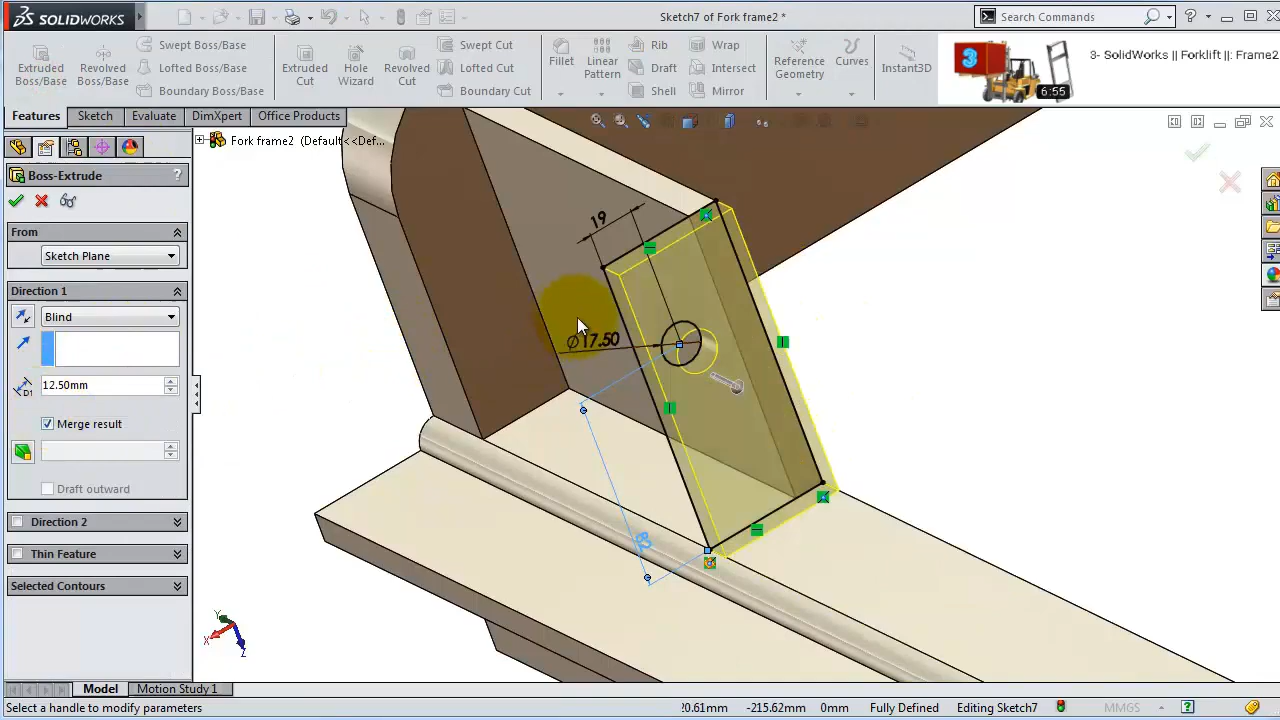 SOLIDWORKS
Sketch7 of Fork frame2 *
Search Commands
Extruded Boss/Base
Revolved Boss/Base
Swept Boss/Base
Lofted Boss/Base
Boundary Boss/Base
Extruded Cut
Hole Wizard
Revolved Cut
Swept Cut
Lofted Cut
Boundary Cut
Fillet
Linear Pattern
Rib
Draft
Shell
Wrap
Intersect
Mirror
Reference Geometry
Curves
Instant3D
3
6:55
3- SolidWorks || Forklift ||: Frame2
Features
Sketch
Evaluate
DimXpert
Office Products
Fork frame2 (Default<<Def...
Boss-Extrude
?
From
Sketch Plane
Direction 1
Blind
D1
12.50mm
Merge result
Draft outward
Direction 2
Thin Feature
Selected Contours
19
Ø17.50
Y
X
Z
Model
Motion Study 1
Select a handle to modify parameters
-215.62mm
0mm
Fully Defined
Editing Sketch7
MMGS
?